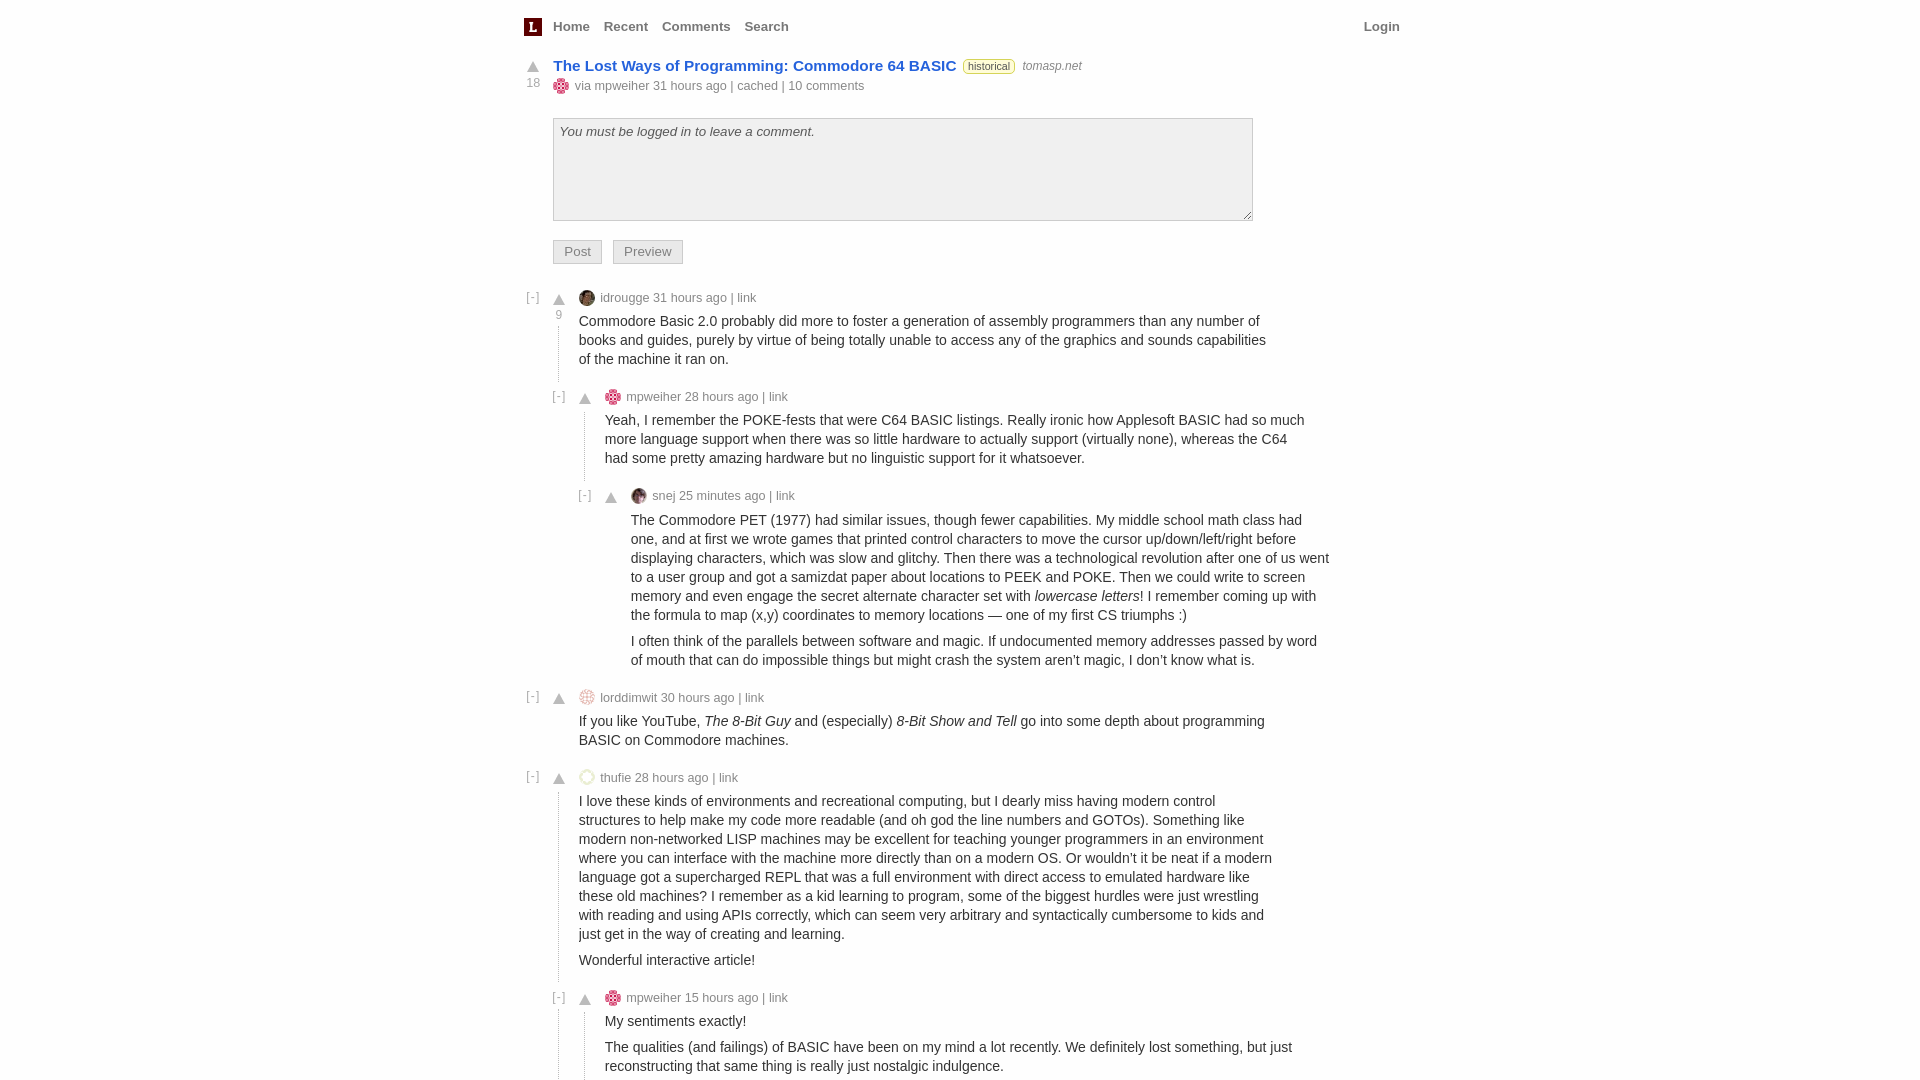 L Home Recent Comments Search Login
The Lost Ways of Programming: Commodore 64 BASIC historical tomasp.net
18
via mpweiher 31 hours ago | cached | 10 comments
You must be logged in to leave a comment.
Post Preview
[-] idrougge 31 hours ago | link
9
Commodore Basic 2.0 probably did more to foster a generation of assembly programmers than any number of
books and guides, purely by virtue of being totally unable to access any of the graphics and sounds capabilities
of the machine it ran on.
[-] mpweiher 28 hours ago | link
Yeah, I remember the POKE-fests that were C64 BASIC listings. Really ironic how Applesoft BASIC had so much
more language support when there was so little hardware to actually support (virtually none), whereas the C64
had some pretty amazing hardware but no linguistic support for it whatsoever.
[-] snej 25 minutes ago | link
The Commodore PET (1977) had similar issues, though fewer capabilities. My middle school math class had
one, and at first we wrote games that printed control characters to move the cursor up/down/left/right before
displaying characters, which was slow and glitchy. Then there was a technological revolution after one of us went
to a user group and got a samizdat paper about locations to PEEK and POKE. Then we could write to screen
memory and even engage the secret alternate character set with lowercase letters! I remember coming up with
the formula to map (x,y) coordinates to memory locations — one of my first CS triumphs :)
I often think of the parallels between software and magic. If undocumented memory addresses passed by word
of mouth that can do impossible things but might crash the system aren’t magic, I don’t know what is.
[-] lorddimwit 30 hours ago | link
If you like YouTube, The 8-Bit Guy and (especially) 8-Bit Show and Tell go into some depth about programming
BASIC on Commodore machines.
[-] thufie 28 hours ago | link
I love these kinds of environments and recreational computing, but I dearly miss having modern control
structures to help make my code more readable (and oh god the line numbers and GOTOs). Something like
modern non-networked LISP machines may be excellent for teaching younger programmers in an environment
where you can interface with the machine more directly than on a modern OS. Or wouldn’t it be neat if a modern
language got a supercharged REPL that was a full environment with direct access to emulated hardware like
these old machines? I remember as a kid learning to program, some of the biggest hurdles were just wrestling
with reading and using APIs correctly, which can seem very arbitrary and syntactically cumbersome to kids and
just get in the way of creating and learning.
Wonderful interactive article!
[-] mpweiher 15 hours ago | link
My sentiments exactly!
The qualities (and failings) of BASIC have been on my mind a lot recently. We definitely lost something, but just
reconstructing that same thing is really just nostalgic indulgence.